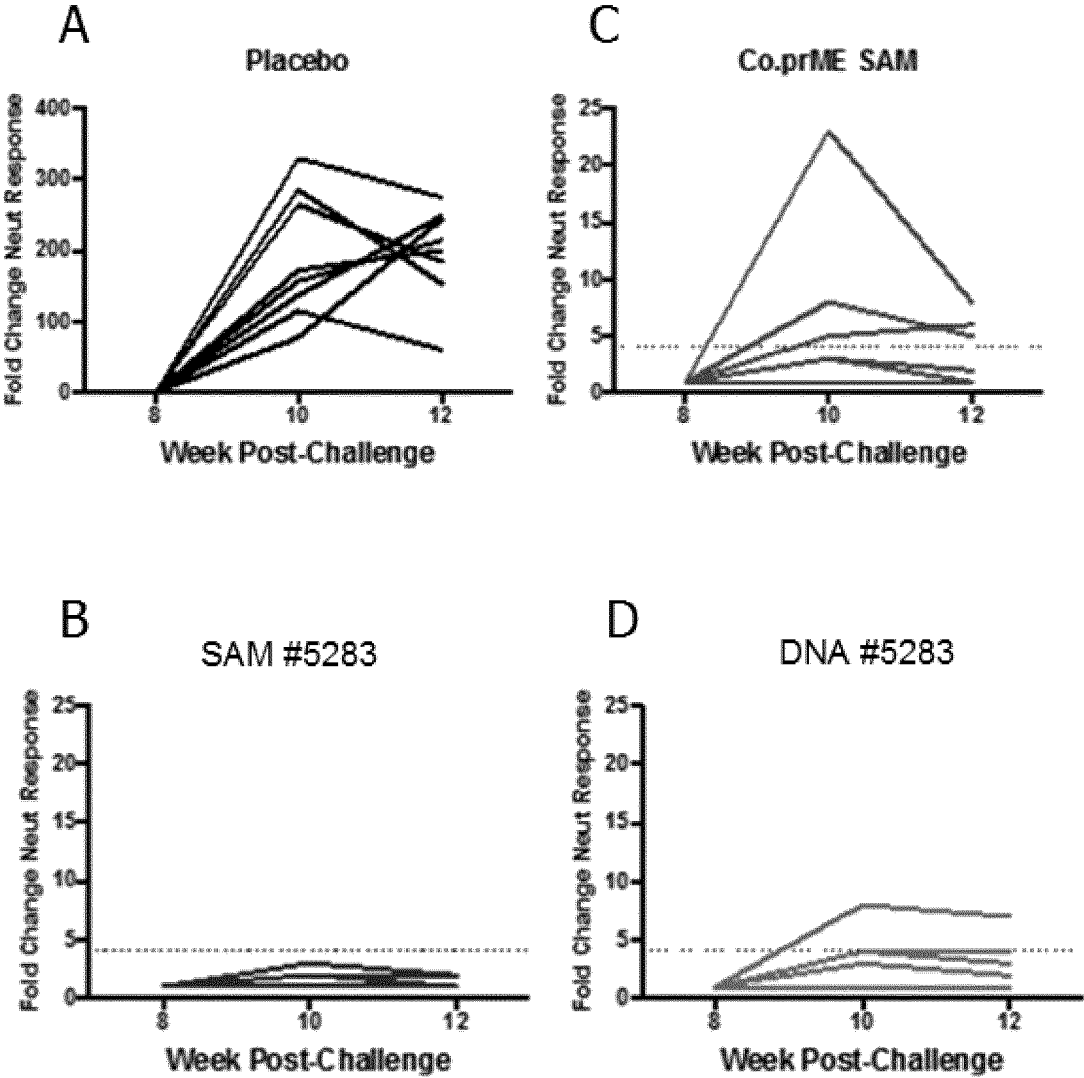 A
Placebo
Fold Change Neut Response
400
300
200
100
0
8
10
12
Week Post-Challenge
C
Co.prME SAM
Fold Change Neut Response
25
20
15
10
5
0
8
10
12
Week Post-Challenge
B
SAM #5283
Fold Change Neut Response
25
20
15
10
5
0
8
10
12
Week Post-Challenge
D
DNA #5283
Fold Change Neut Response
25
20
15
10
5
0
8
10
12
Week Post-Challenge